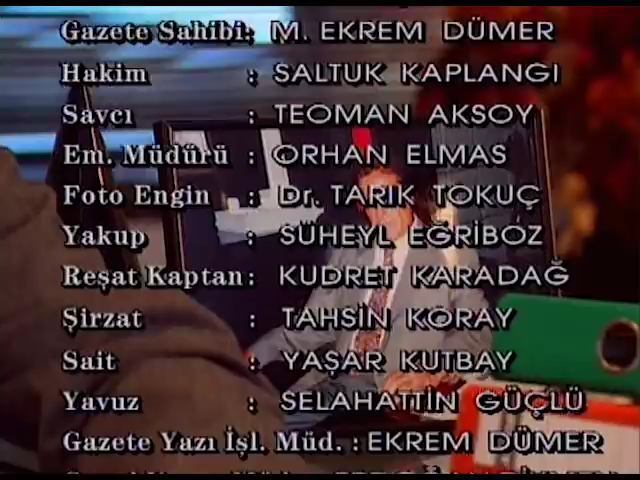 Gazete Sahibi: M. EKREM DÜMER
Hakim : SALTUK KAPLANGI
Savcı : TEOMAN AKSOY
Em. Müdürü : ORHAN ELMAS
Foto Engin : Dr. TARIK TOKUÇ
Yakup : SÜHEYL EĞRİBOZ
Reşat Kaptan : KUDRET KARADAĞ
Şirzat : TAHSİN KORAY
Sait : YAŞAR KUTBAY
Yavuz : SELAHATTİN GÜÇLÜ
Gazete Yazı İşl. Müd. : EKREM DÜMER